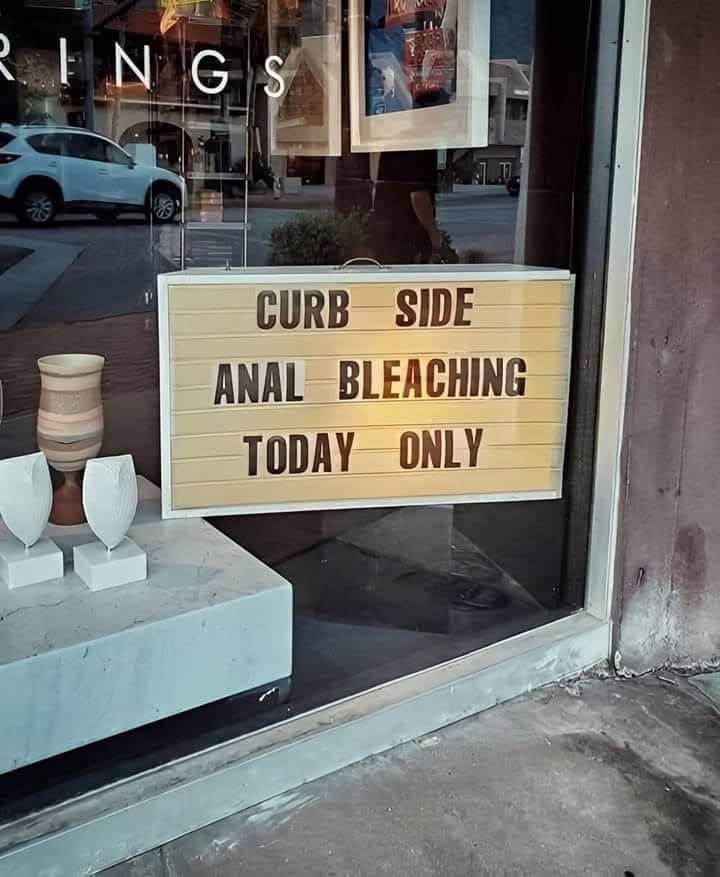 RINGS
CURB SIDE
ANAL BLEACHING
TODAY ONLY